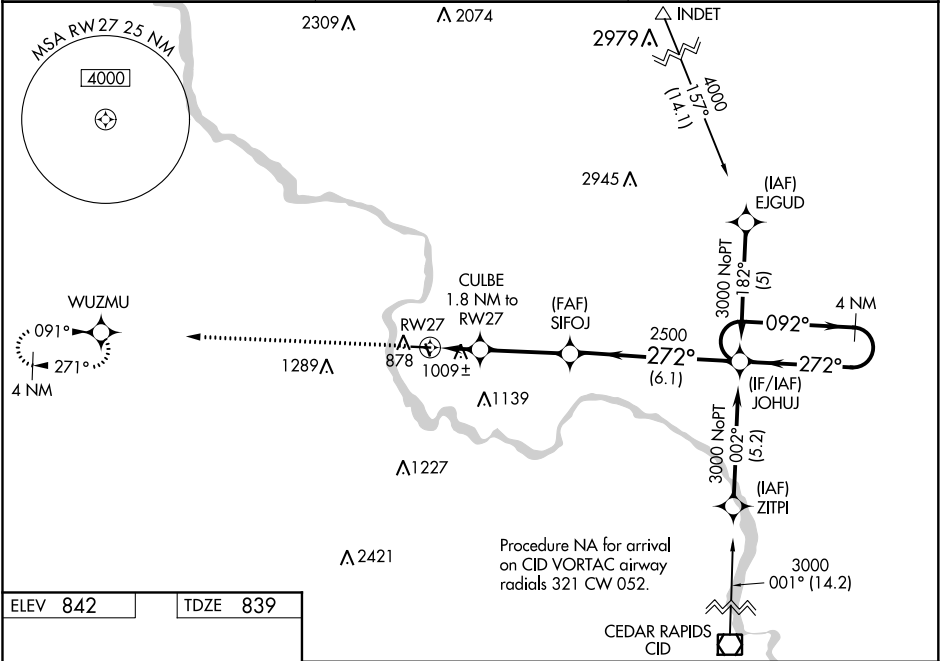 MSA RW27 25 NM
4000
2309
2074
2979
INDET
4000
157°
(14.1)
2945
(IAF)
EJGUD
3000 NoPT
182°
(5)
4 NM
092°
272°
WUZMU
091°
271°
4 NM
CULBE
1.8 NM to
RW27
(FAF)
SIFOJ
2500
272°
(6.1)
RW27
878
1009±
1289
(IF/IAF)
JOHUJ
1139
3000 NoPT
002°
(5.2)
1227
(IAF)
ZITPI
2421
Procedure NA for arrival
on CID VORTAC airway
radials 321 CW 052.
3000
001° (14.2)
ELEV 842
TDZE 839
CEDAR RAPIDS
CID